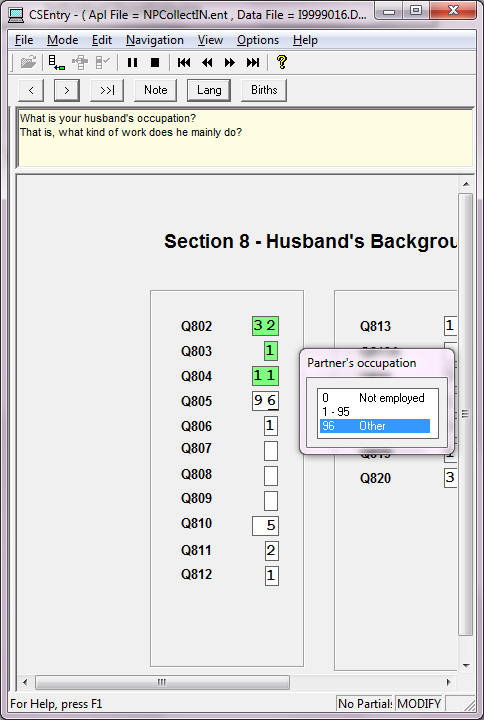 CSEntry - ( Apl File = NPCollectIN.ent , Data File = I9999016.D...
File Mode Edit Navigation View Options Help
< > >>| Note Lang Births
What is your husband's occupation?
That is, what kind of work does he mainly do?
Section 8 - Husband's Backgrou
Q802 32
Q803 1
Q804 11
Q805 96
Q806 1
Q807
Q808
Q809
Q810 5
Q811 2
Q812 1
Q813 1
Partner's occupation
0 Not employed
1 - 95
96 Other
Q820 3
For Help, press F1 No Partial: MODIFY